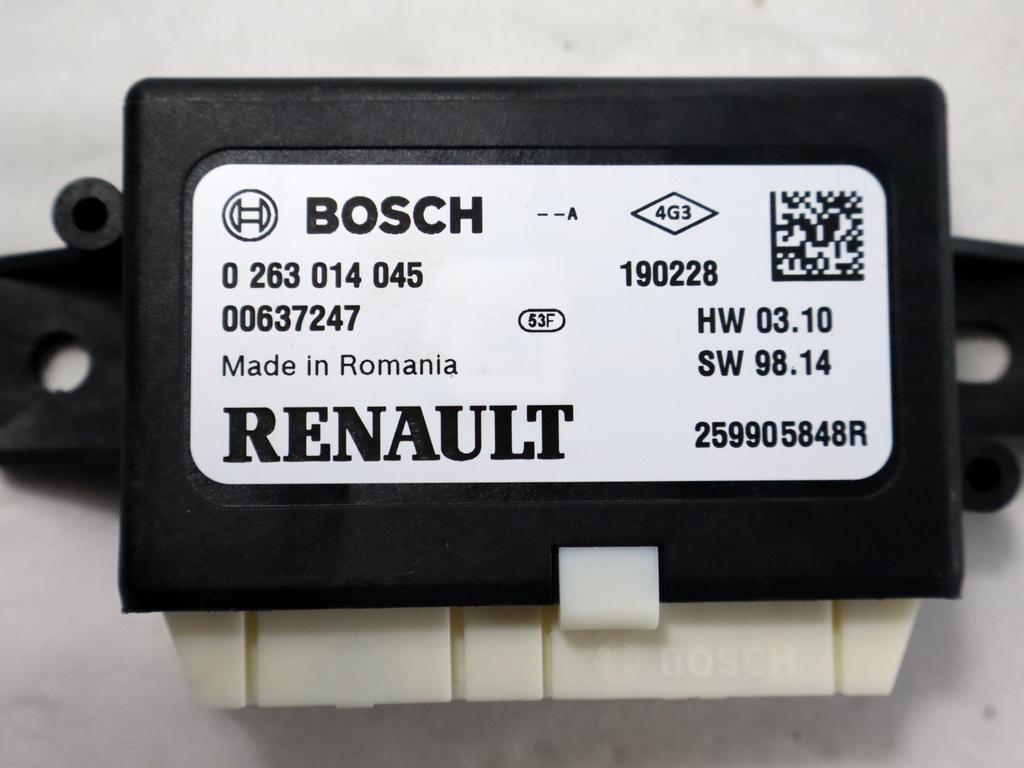 BOSCH --A 4G3
0 263 014 045 190228
00637247 53F HW 03.10
Made in Romania SW 98.14
RENAULT 259905848R
BOSCH